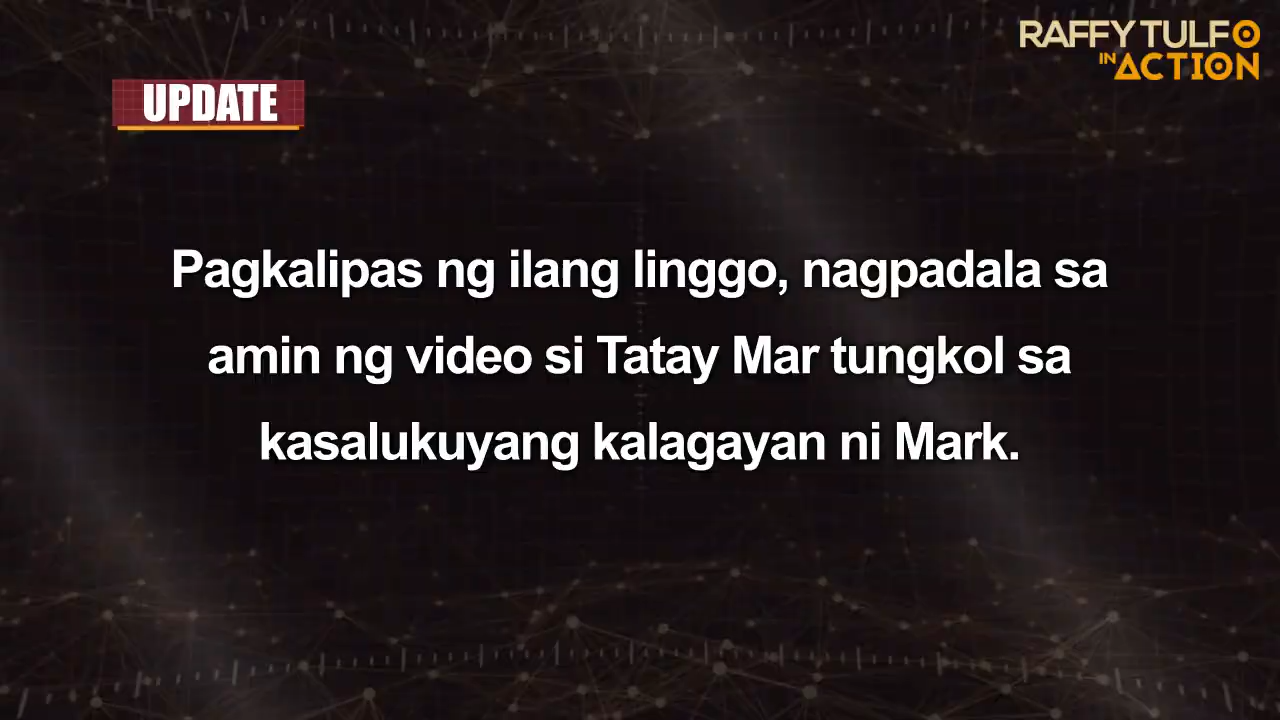 RAFFY TULFO
IN ACTION
UPDATE
Pagkalipas ng ilang linggo, nagpadala sa
amin ng video si Tatay Mar tungkol sa
kasalukuyang kalagayan ni Mark.